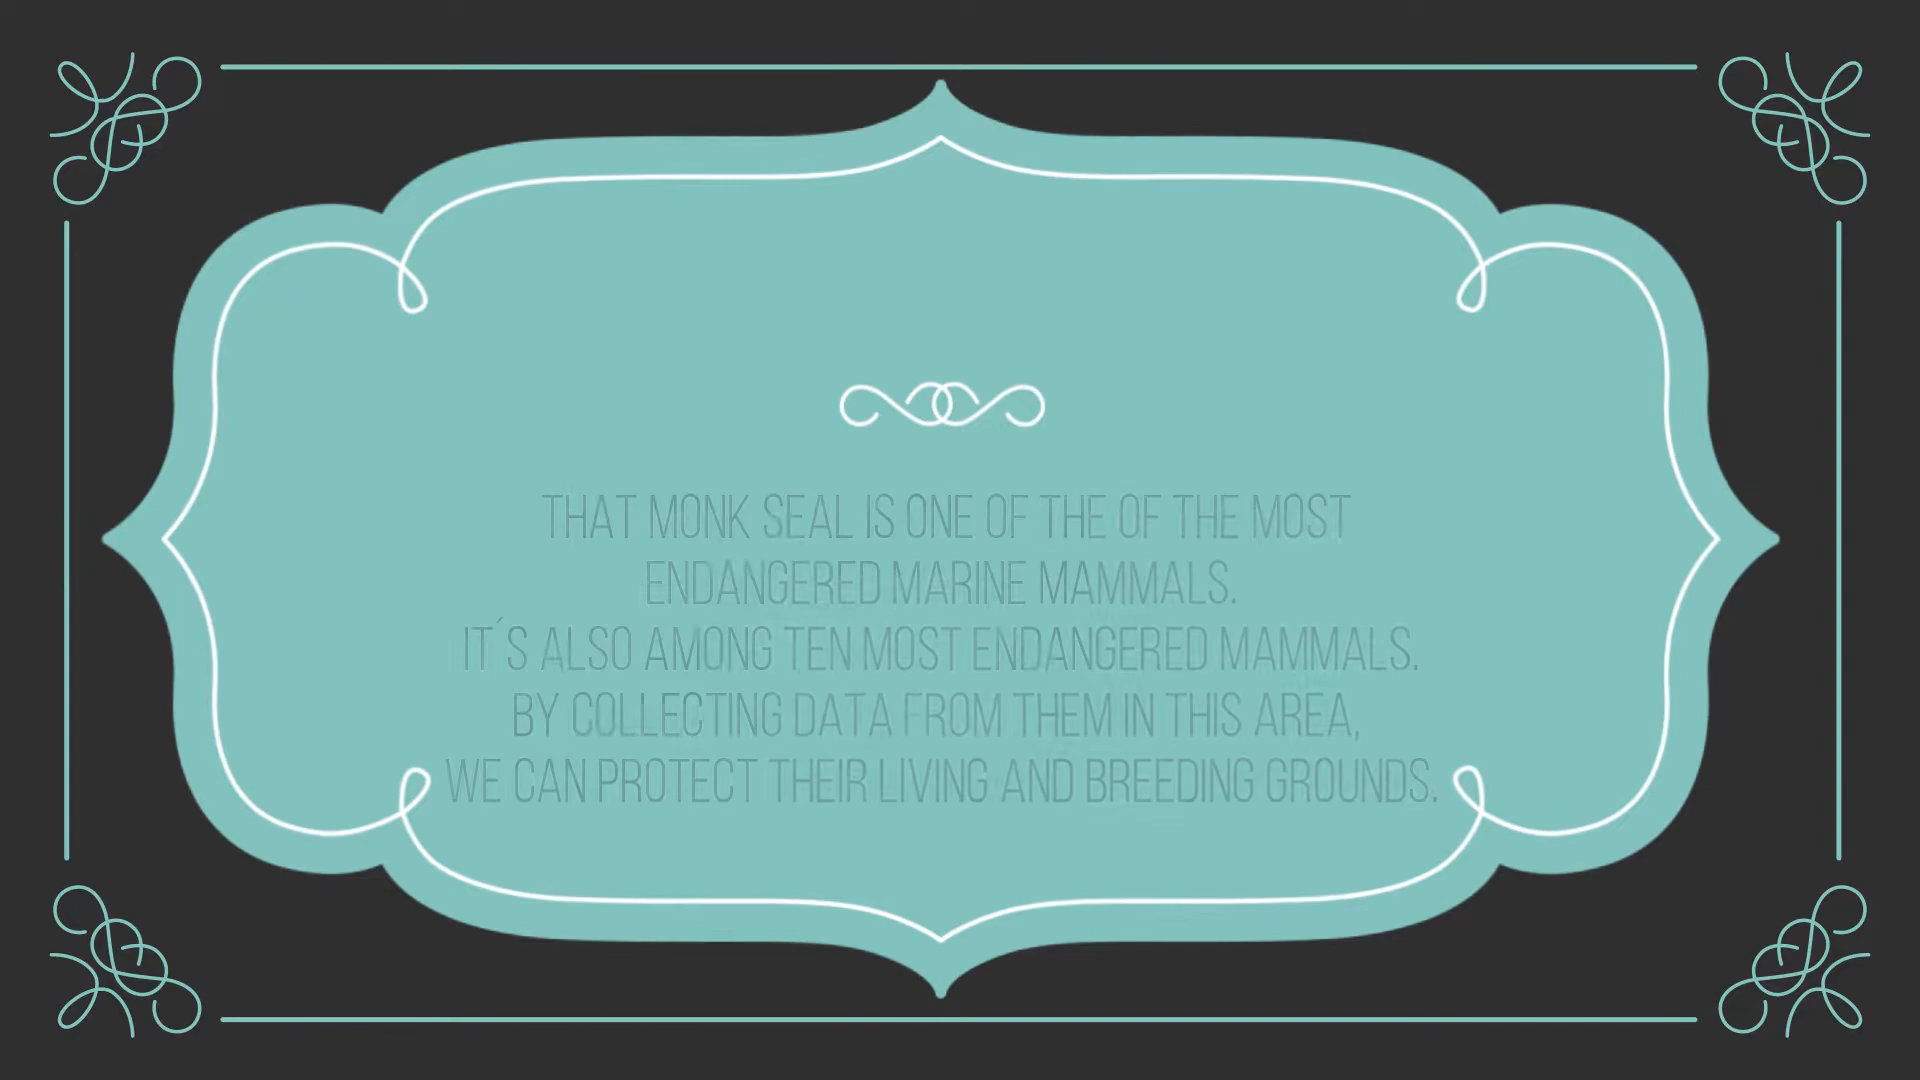 THAT MONK SEAL IS ONE OF THE OF THE MOST
ENDANGERED MARINE MAMMALS.
IT´S ALSO AMONG TEN MOST ENDANGERED MAMMALS.
BY COLLECTING DATA FROM THEM IN THIS AREA,
WE CAN PROTECT THEIR LIVING AND BREEDING GROUNDS.